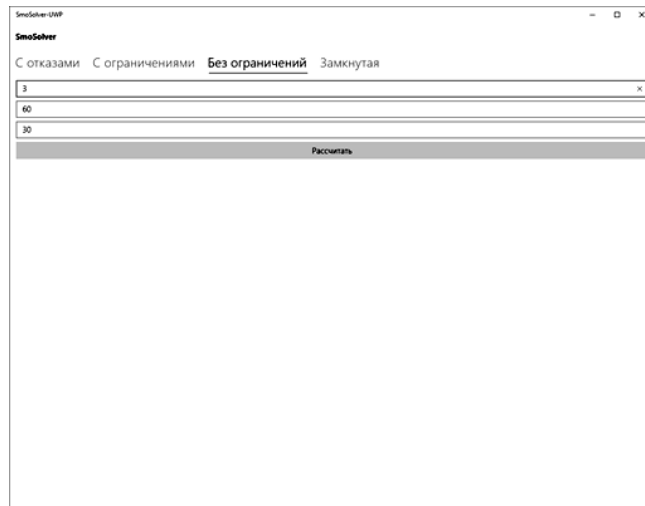 SmoSolver-UWP
SmoSolver
С отказами С ограничениями Без ограничений Замкнутая
3
60
30
Рассчитать